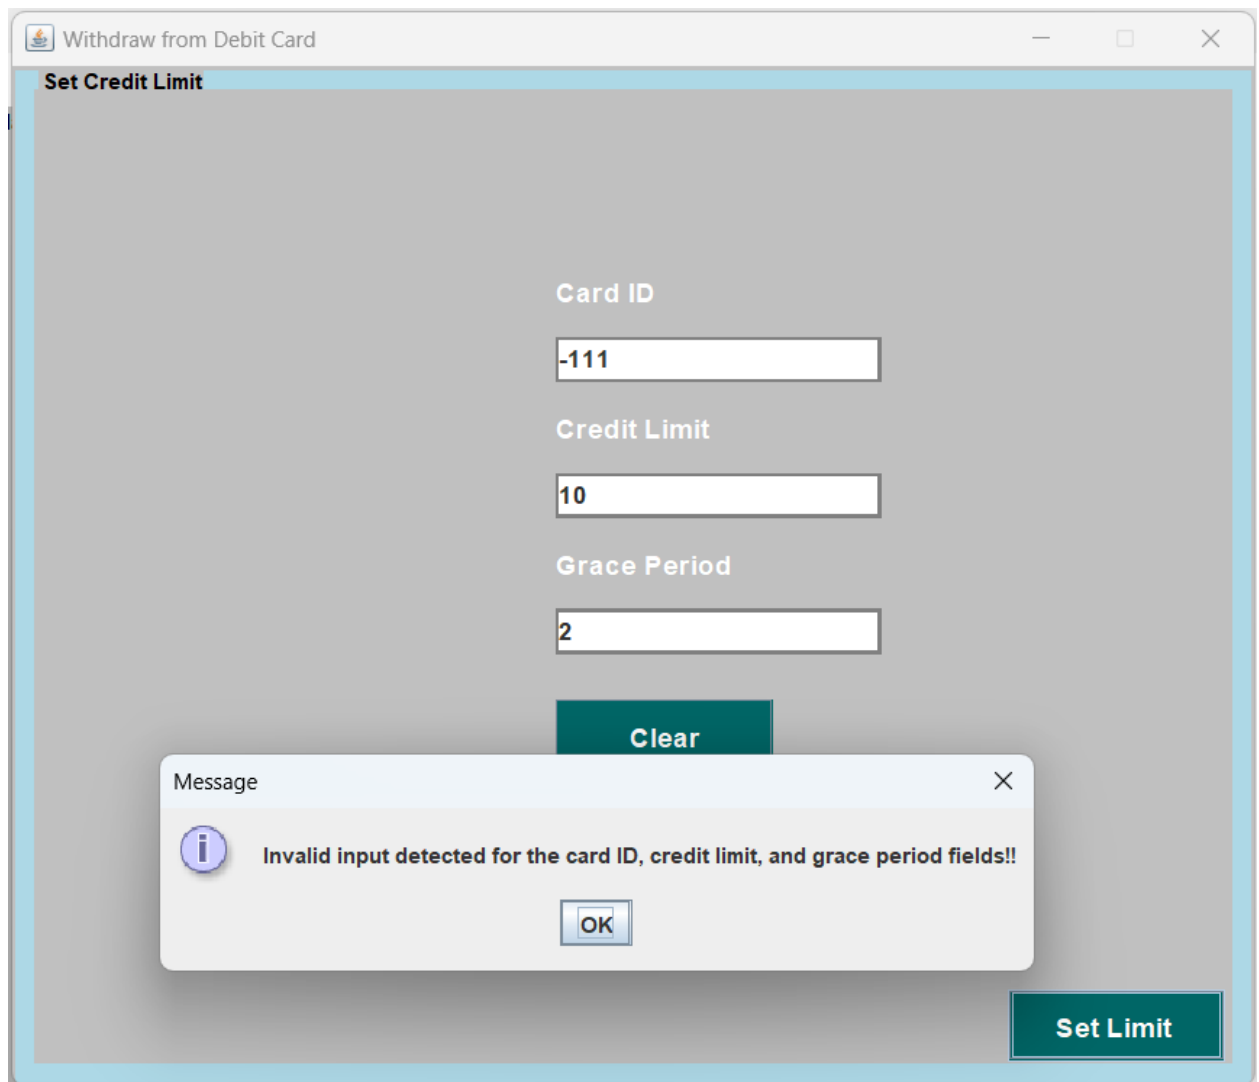 Withdraw from Debit Card
Set Credit Limit
Card ID
-111
Credit Limit
10
Grace Period
2
Clear
Message
i
Invalid input detected for the card ID, credit limit, and grace period fields!!
OK
Set Limit